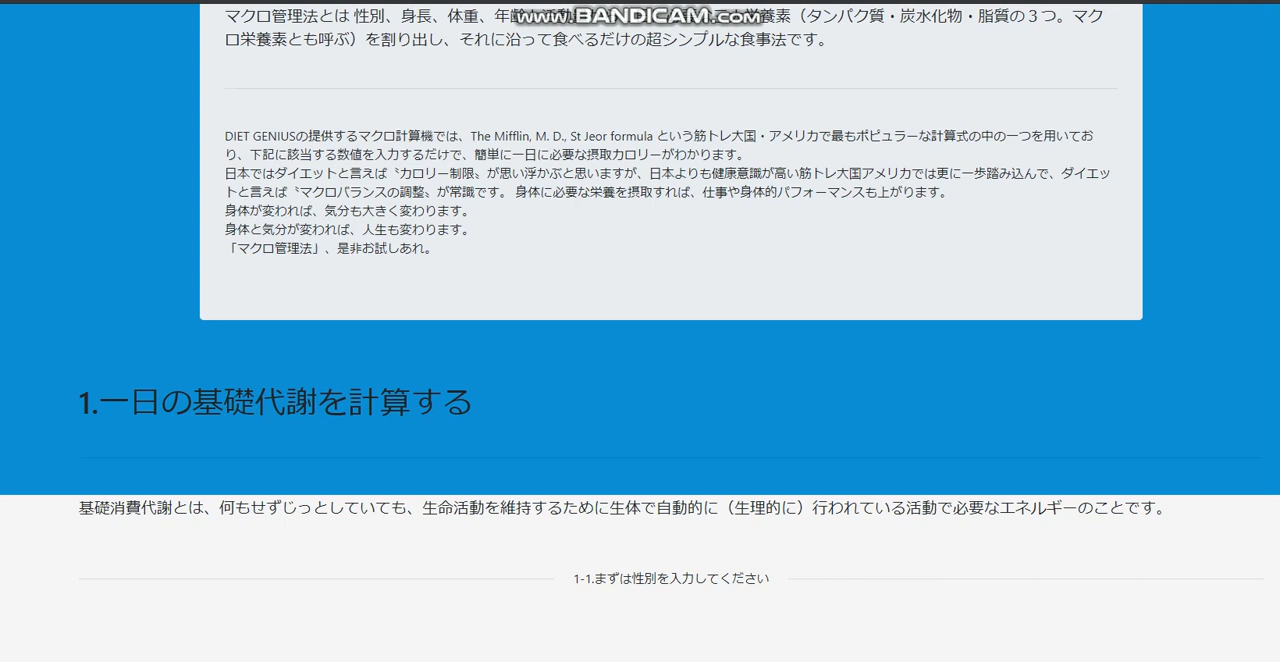 www.BANDICAM.com
マクロ管理法とは 性別、身長、体重、年齢 栄養素（タンパク質・炭水化物・脂質の３つ。マク
ロ栄養素とも呼ぶ）を割り出し、それに沿って食べるだけの超シンプルな食事法です。
DIET GENIUSの提供するマクロ計算機では、The Mifflin, M. D., St Jeor formula という筋トレ大国・アメリカで最もポピュラーな計算式の中の一つを用いてお
り、下記に該当する数値を入力するだけで、簡単に一日に必要な摂取カロリーがわかります。
日本ではダイエットと言えば〝カロリー制限〟が思い浮かぶと思いますが、日本よりも健康意識が高い筋トレ大国アメリカでは更に一歩踏み込んで、ダイエッ
トと言えば〝マクロバランスの調整〟が常識です。 身体に必要な栄養を摂取すれば、仕事や身体的パフォーマンスも上がります。
身体が変われば、気分も大きく変わります。
身体と気分が変われば、人生も変わります。
「マクロ管理法」、是非お試しあれ。
1.一日の基礎代謝を計算する
基礎消費代謝とは、何もせずじっとしていても、生命活動を維持するために生体で自動的に（生理的に）行われている活動で必要なエネルギーのことです。
1-1.まずは性別を入力してください